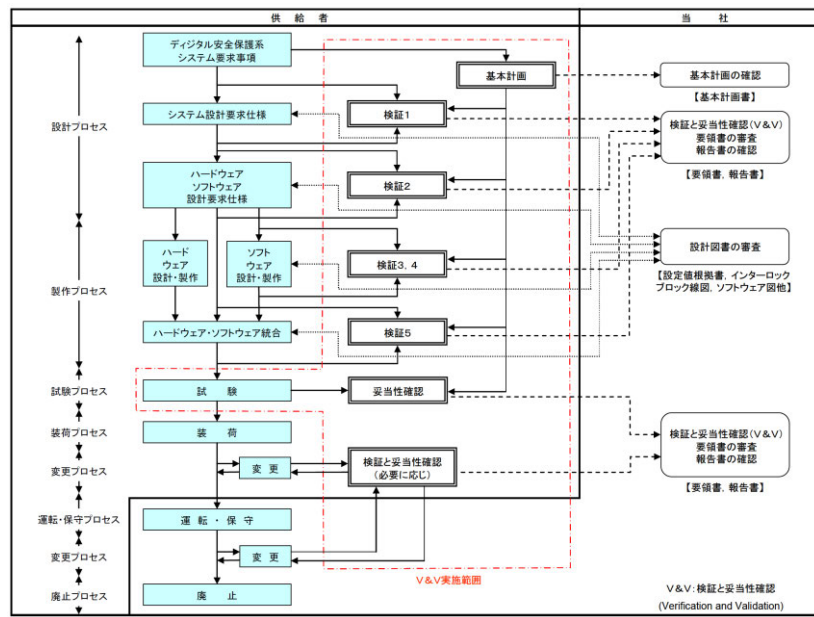 供給者
当社
設計プロセス
製作プロセス
試験プロセス
装荷プロセス
変更プロセス
運転・保守プロセス
変更プロセス
廃止プロセス
ディジタル安全保護系
システム要求事項
システム設計要求仕様
ハードウェア
ソフトウェア
設計要求仕様
ハード
ウェア
設計・製作
ソフト
ウェア
設計・製作
ハードウェア・ソフトウェア統合
試験
装荷
変更
運転・保守
変更
廃止
基本計画
検証1
検証2
検証3, 4
検証5
妥当性確認
検証と妥当性確認
(必要に応じ)
V&V実施範囲
基本計画の確認
【基本計画書】
検証と妥当性確認(V&V)
要領書の審査
報告書の確認
【要領書, 報告書】
設計図書の審査
【設定値根拠書, インターロック
ブロック線図, ソフトウェア図他】
検証と妥当性確認(V&V)
要領書の審査
報告書の確認
【要領書, 報告書】
V&V:検証と妥当性確認
(Verification and Validation)